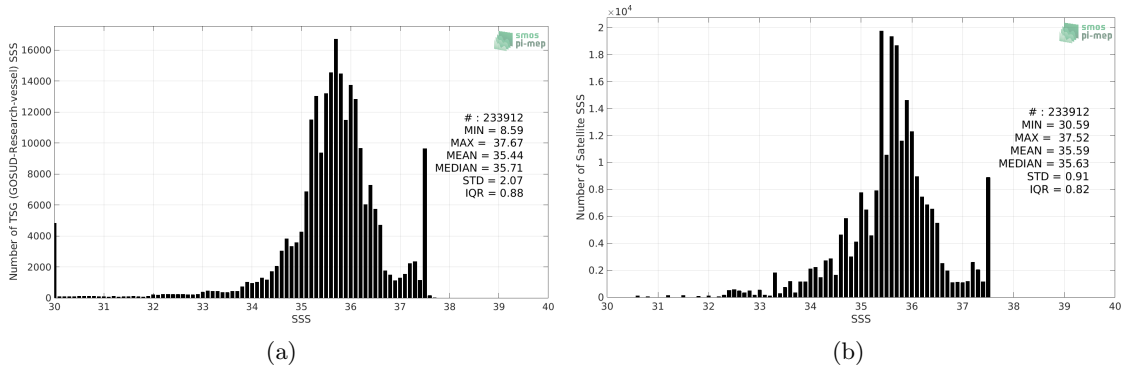 16000
14000
12000
10000
8000
6000
4000
2000
0
30 31 32 33 34 35 36 37 38 39 40
SSS
Number of TSG (GOSUD-Research-vessel) SSS
smos
pi-mep
# : 233912
MIN = 8.59
MAX = 37.67
MEAN = 35.44
MEDIAN = 35.71
STD = 2.07
IQR = 0.88
(a)
×10⁴
2
1.8
1.6
1.4
1.2
1
0.8
0.6
0.4
0.2
0
30 31 32 33 34 35 36 37 38 39 40
SSS
Number of Satellite SSS
smos
pi-mep
# : 233912
MIN = 30.59
MAX = 37.52
MEAN = 35.59
MEDIAN = 35.63
STD = 0.91
IQR = 0.82
(b)